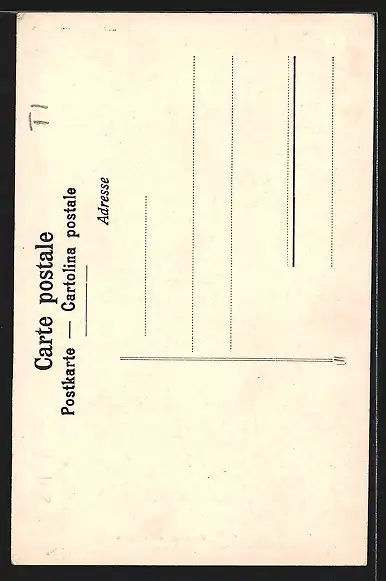 Carte postale
Postkarte — Cartolina postale
Adresse
TI